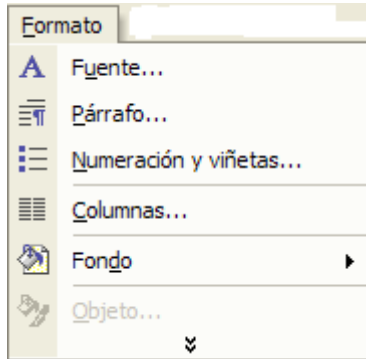 Formato
Fuente...
Párrafo...
Numeración y viñetas...
Columnas...
Fondo
Objeto...